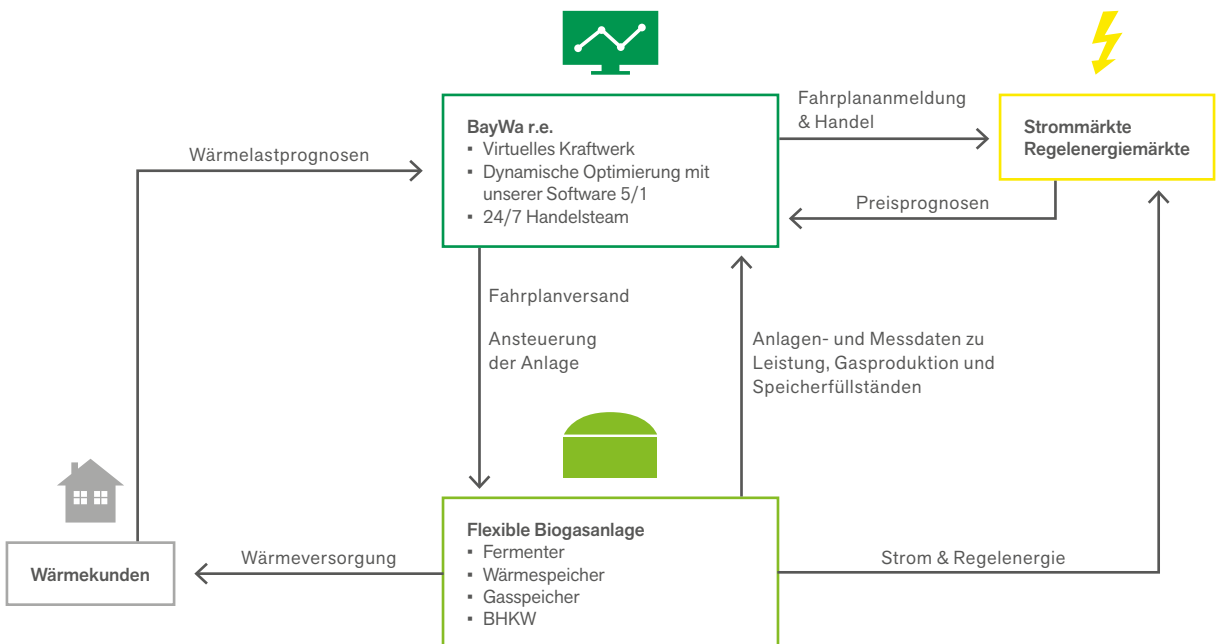 Fahrplananmeldung
& Handel
BayWa r.e.
▪ Virtuelles Kraftwerk
▪ Dynamische Optimierung mit
unserer Software 5/1
▪ 24/7 Handelsteam
Strommärkte
Regelenergiemärkte
Wärmelastprognosen
Preisprognosen
Fahrplanversand
Ansteuerung
der Anlage
Anlagen- und Messdaten zu
Leistung, Gasproduktion und
Speicherfüllständen
Flexible Biogasanlage
▪ Fermenter
▪ Wärmespeicher
▪ Gasspeicher
▪ BHKW
Wärmekunden
Wärmeversorgung
Strom & Regelenergie